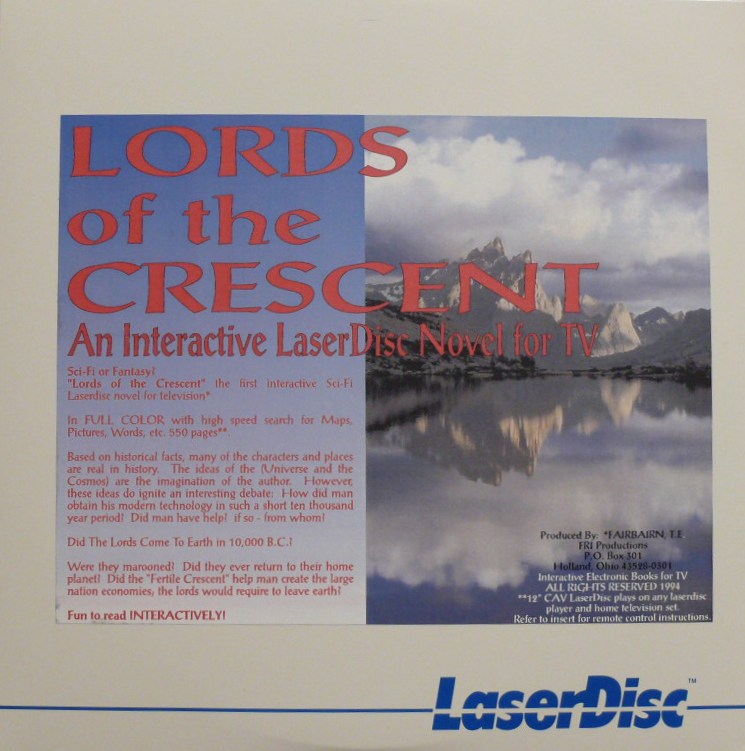 LORDS
of the
CRESCENT
An Interactive LaserDisc Novel for TV
Sci-Fi or Fantasy?
"Lords of the Crescent" the first interactive Sci-Fi
Laserdisc novel for television*
In FULL COLOR with high speed search for Maps,
Pictures, Words, etc. 550 pages**.
Based on historical facts, many of the characters and places
are real in history. The ideas of the (Universe and the
Cosmos) are the imagination of the author. However,
these ideas do ignite an interesting debate: How did man
obtain his modern technology in such a short ten thousand
year period? Did man have help? if so - from whom?
Did The Lords Come To Earth in 10,000 B.C.?
Were they marooned? Did they ever return to their home
planet? Did the "Fertile Crescent" help man create the large
nation economies; the lords would require to leave earth?
Fun to read INTERACTIVELY!
Produced By: *FAIRBAIRN, T.E.
FRI Productions
P.O. Box 301
Holland, Ohio 43528-0301
Interactive Electronic Books for TV
ALL RIGHTS RESERVED 1994
**12" CAV LaserDisc plays on any laserdisc
player and home television set.
Refer to insert for remote control instructions.
LaserDisc™